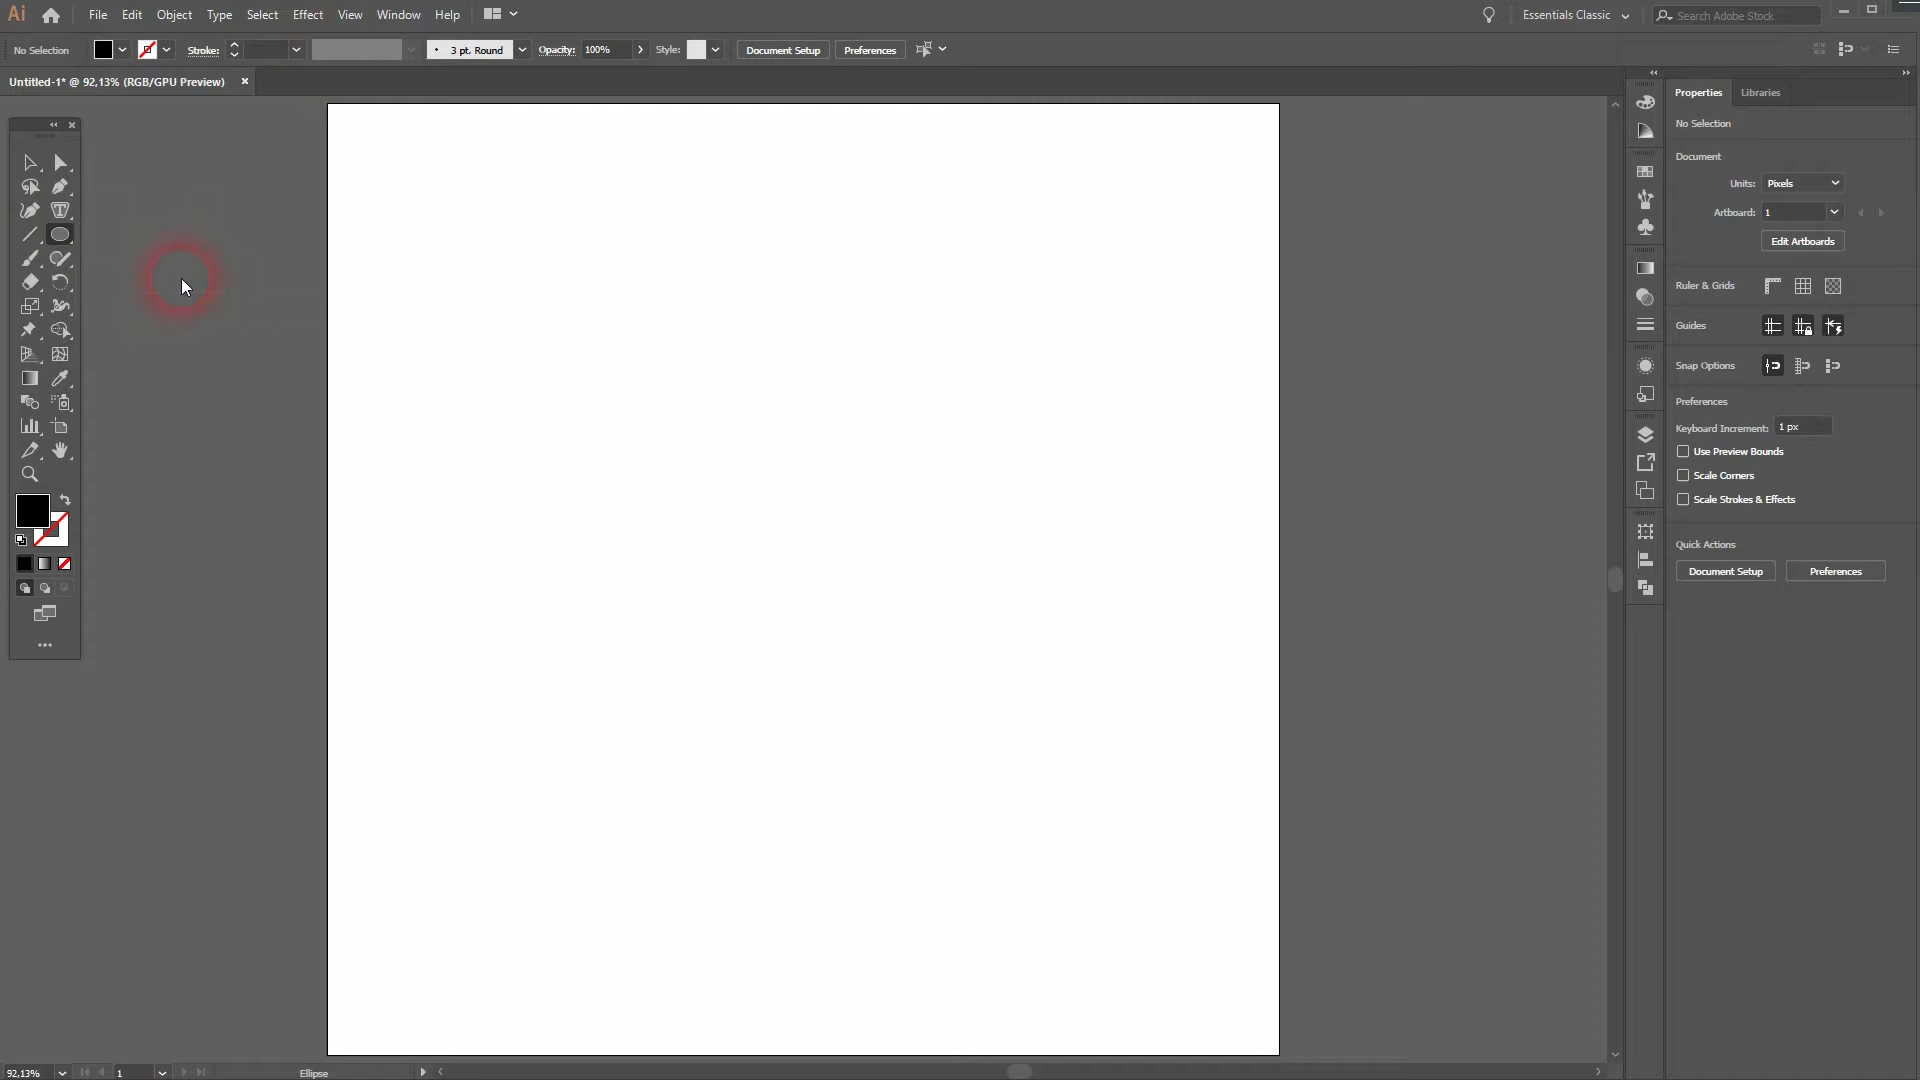 Ai File Edit Object Type Select Effect View Window Help Essentials Classic Search Adobe Stock
No Selection Stroke: 3 pt. Round Opacity: 100% Style: Document Setup Preferences
Untitled-1* @ 92,13% (RGB/GPU Preview)
Properties Libraries
No Selection
Document
Units: Pixels
Artboard: 1
Edit Artboards
Ruler & Grids
Guides
Snap Options
Preferences
Keyboard Increment: 1 px
Use Preview Bounds
Scale Corners
Scale Strokes & Effects
Quick Actions
Document Setup Preferences
92,13% 1 Ellipse